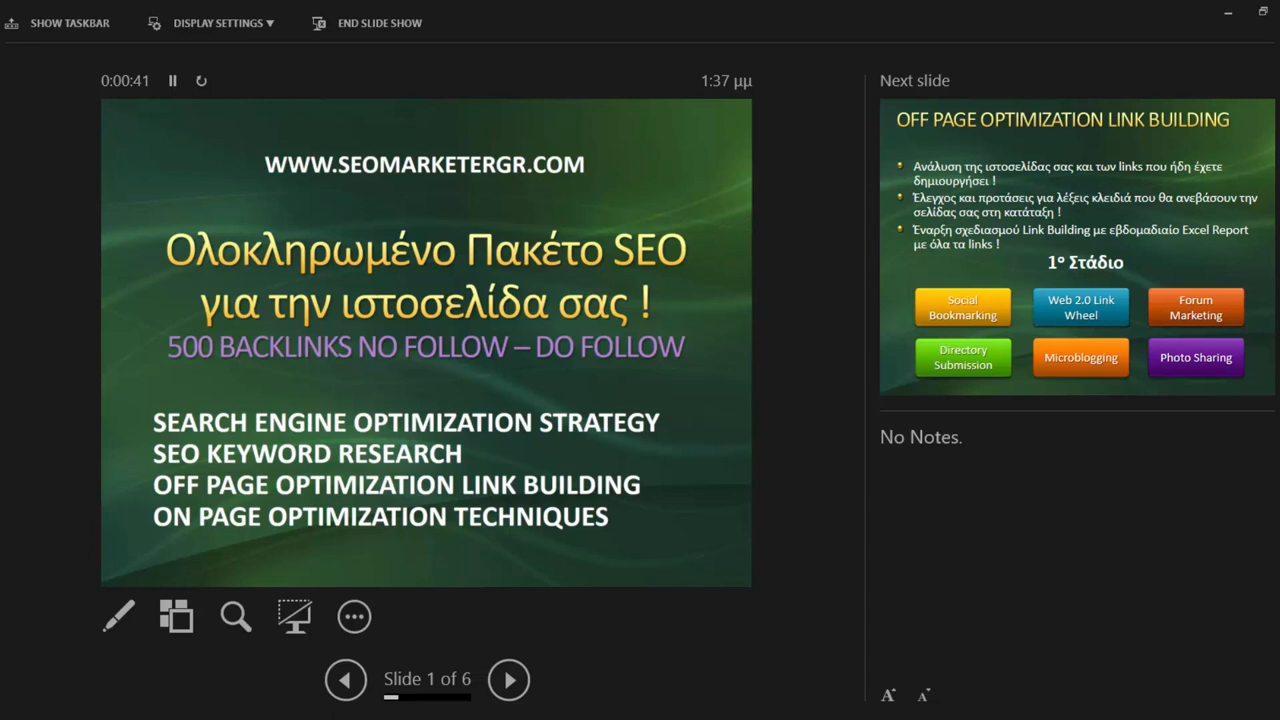 SHOW TASKBAR
DISPLAY SETTINGS ▼
END SLIDE SHOW
0:00:41
1:37 μμ
WWW.SEOMARKETERGR.COM
Ολοκληρωμένο Πακέτο SEO
για την ιστοσελίδα σας !
500 BACKLINKS NO FOLLOW – DO FOLLOW
SEARCH ENGINE OPTIMIZATION STRATEGY
SEO KEYWORD RESEARCH
OFF PAGE OPTIMIZATION LINK BUILDING
ON PAGE OPTIMIZATION TECHNIQUES
Slide 1 of 6
Next slide
OFF PAGE OPTIMIZATION LINK BUILDING
Ανάλυση της ιστοσελίδας σας και των links που ήδη έχετε
δημιουργήσει !
Έλεγχος και προτάσεις για λέξεις κλειδιά που θα ανεβάσουν την
σελίδας σας στη κατάταξη !
Έναρξη σχεδιασμού Link Building με εβδομαδιαίο Excel Report
με όλα τα links !
1º Στάδιο
Social
Bookmarking
Web 2.0 Link
Wheel
Forum
Marketing
Directory
Submission
Microblogging
Photo Sharing
No Notes.
A A